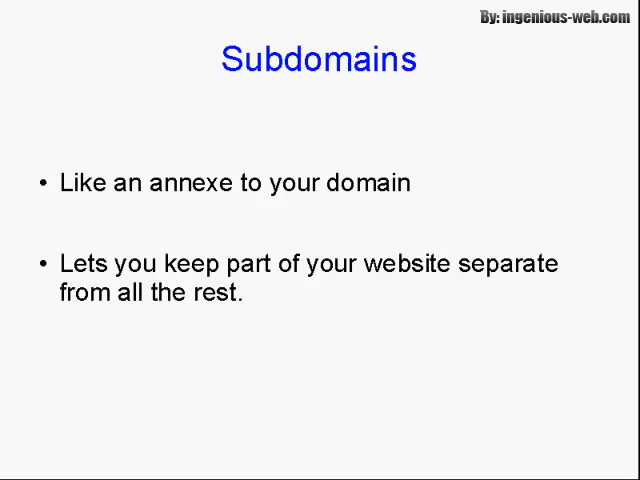 By: ingenious-web.com
Subdomains
• Like an annexe to your domain
• Lets you keep part of your website separate
from all the rest.